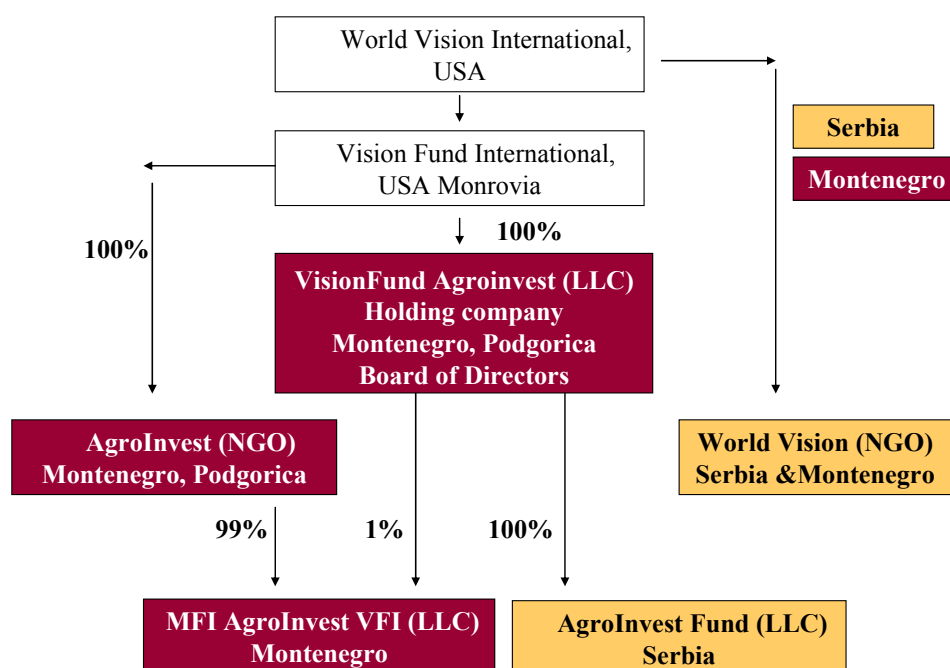 World Vision International,
USA
Serbia
Vision Fund International,
USA Monrovia
Montenegro
100%
100%
VisionFund Agroinvest (LLC)
Holding company
Montenegro, Podgorica
Board of Directors
AgroInvest (NGO)
Montenegro, Podgorica
World Vision (NGO)
Serbia &Montenegro
99%
1%
100%
MFI AgroInvest VFI (LLC)
Montenegro
AgroInvest Fund (LLC)
Serbia